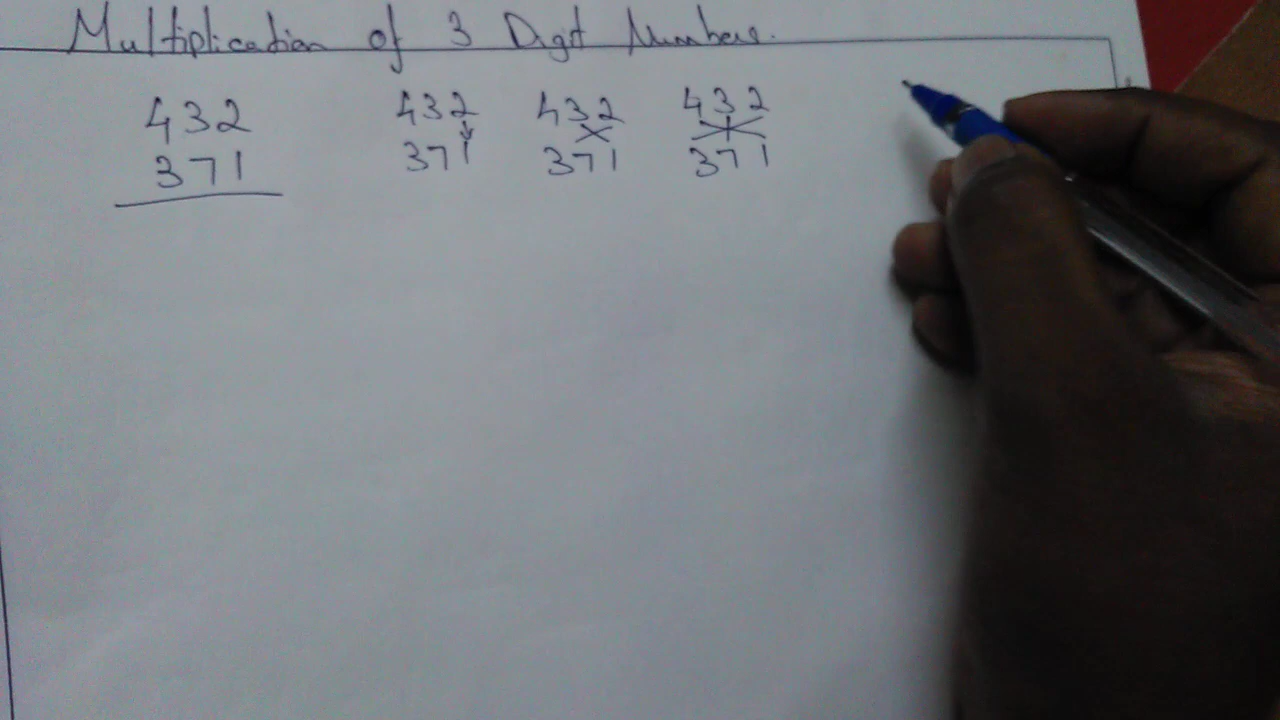 Multiplication of 3 Digit Numbers.
432 432 432 432
371 371 371 371